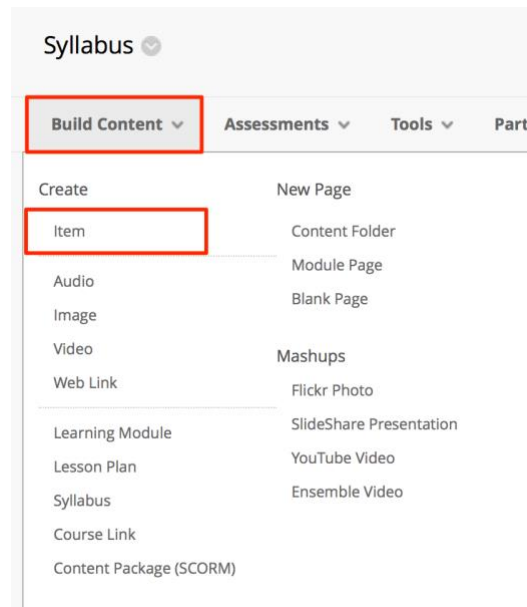 Syllabus
Build Content
Assessments
Tools
Part
Create
Item
Audio
Image
Video
Web Link
Learning Module
Lesson Plan
Syllabus
Course Link
Content Package (SCORM)
New Page
Content Folder
Module Page
Blank Page
Mashups
Flickr Photo
SlideShare Presentation
YouTube Video
Ensemble Video